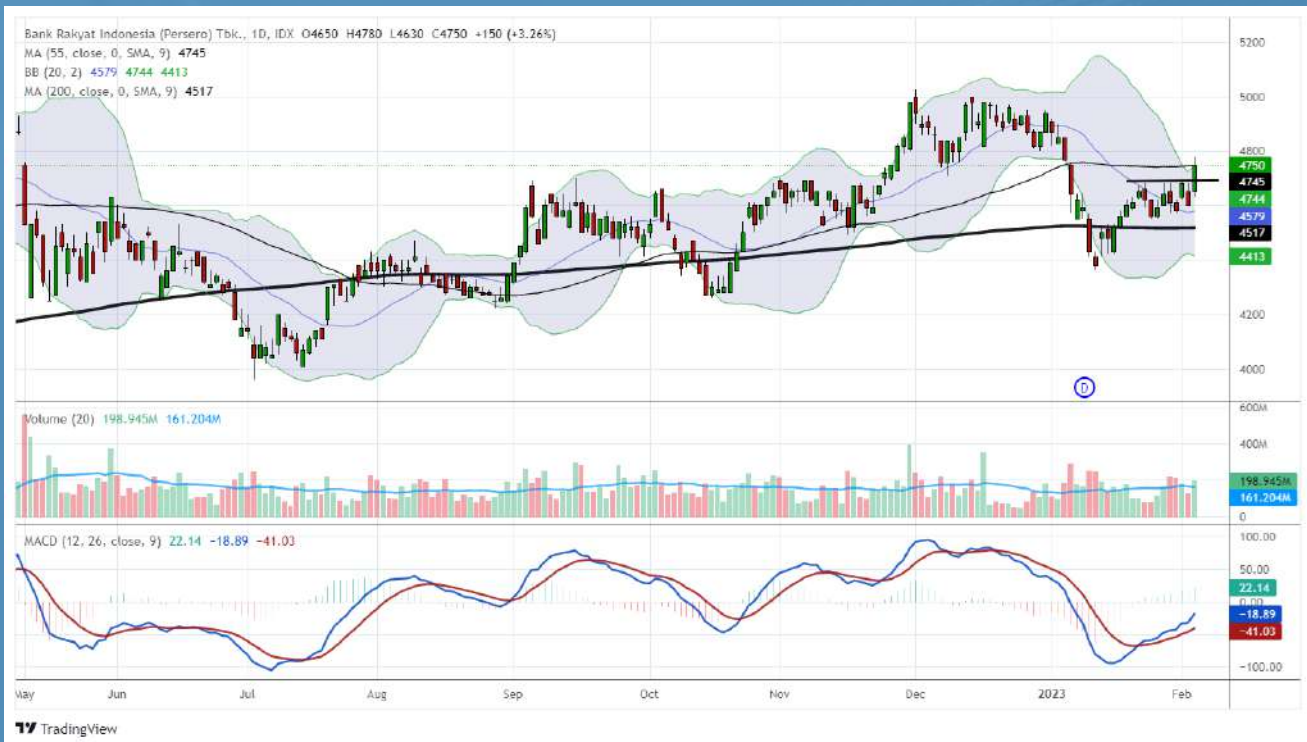 Bank Rakyat Indonesia (Persero) Tbk., 1D, IDX O4650 H4780 L4630 C4750 +150 (+3.26%)
MA (55, close, 0, SMA, 9) 4745
BB (20, 2) 4579 4744 4413
MA (200, close, 0, SMA, 9) 4517
5200
5000
4800
4750
4745
4744
4579
4517
4413
4200
4000
D
Volume (20) 198.945M 161.204M
600M
400M
198.945M
161.204M
0
MACD (12, 26, close, 9) 22.14 -18.89 -41.03
100.00
50.00
22.14
0.00
-18.89
-41.03
-100.00
May Jun Jul Aug Sep Oct Nov Dec 2023 Feb
TradingView